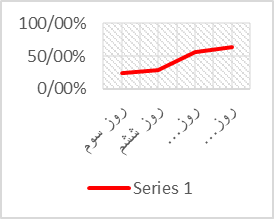 100/00%
50/00%
0/00%
روز سوم
روز ششم
روز...
روز...
Series 1